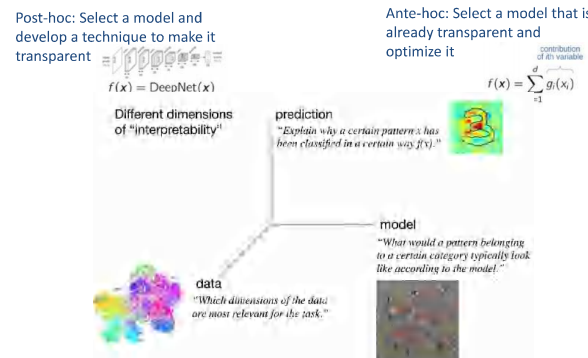 Post-hoc: Select a model and
develop a technique to make it
transparent
f(x) = DeepNet(x)
Ante-hoc: Select a model that is
already transparent and
optimize it
contribution
of ith variable
f(x) = ∑ gᵢ(xᵢ)
d
=1
Different dimensions
of "interpretability"
prediction
"Explain why a certain pattern x has
been classified in a certain way f(x)."
model
"What would a pattern belonging
to a certain category typically look
like according to the model."
data
"Which dimensions of the data
are most relevant for the task."